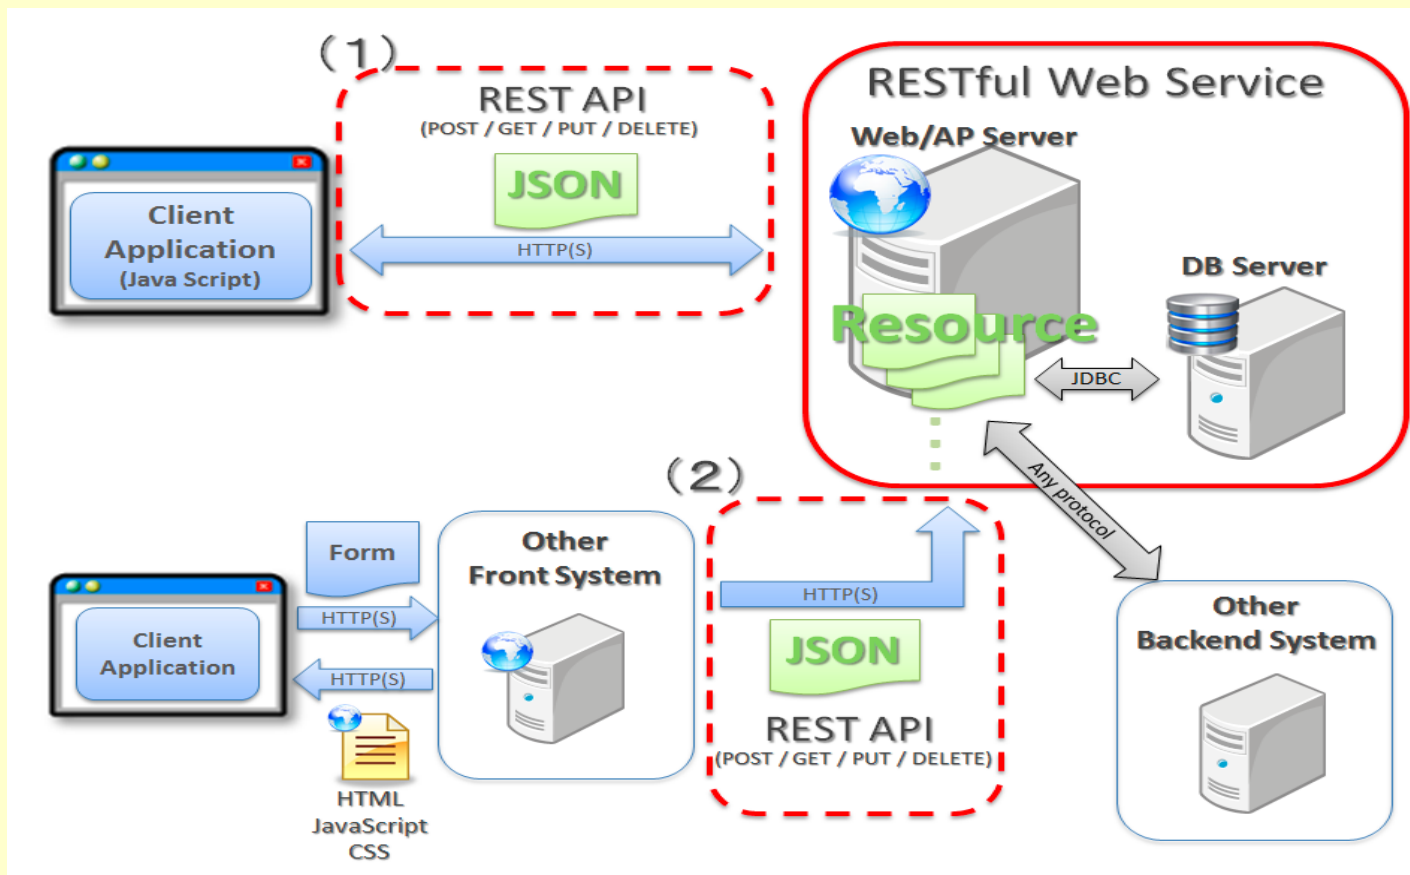 (1)
REST API
(POST / GET / PUT / DELETE)
JSON
HTTP(S)
Client
Application
(Java Script)
RESTful Web Service
Web/AP Server
Resource
JDBC
DB Server
Any protocol
(2)
Form
HTTP(S)
HTTP(S)
Client
Application
HTML
JavaScript
CSS
Other
Front System
HTTP(S)
JSON
REST API
(POST / GET / PUT / DELETE)
Other
Backend System